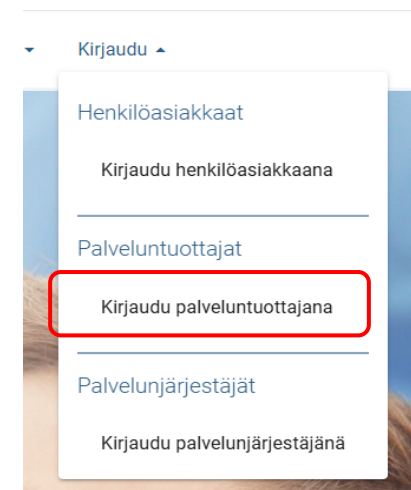 Kirjaudu
Henkilöasiakkaat
Kirjaudu henkilöasiakkaana
Palveluntuottajat
Kirjaudu palveluntuottajana
Palvelunjärjestäjät
Kirjaudu palvelunjärjestäjänä